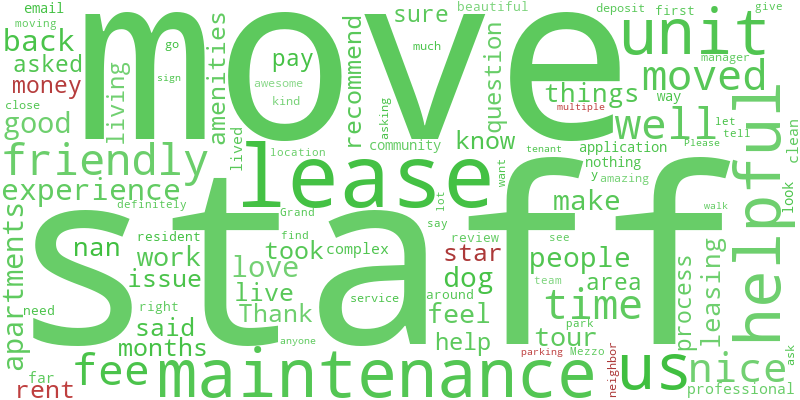 email
moving
go
back
asked
money
sign
close
good
living
amenities
move
pay
awesome
kind
recommend
asking
sure
much
beautiful
question
deposit
first
give
unit
manager
moved
things
way
multiple
well
let
tell
Please
clean
community
know
application
nothing
tenant
helpful
friendly
lived
location
lease
want
y
amazing
look
experience
definitely
Grand
lot
say
make
walk
staff
apartments
nan
resident
find
took
complex
review
star
see
people
work
issue
love
dog
team
area
process
leasing
need
right
live
Thank
service
around
feel
time
park
tour
said
months
anyone
help
parking
Mezzo
neighbor
ask
far
rent
fee
maintenance
us
nice
professional